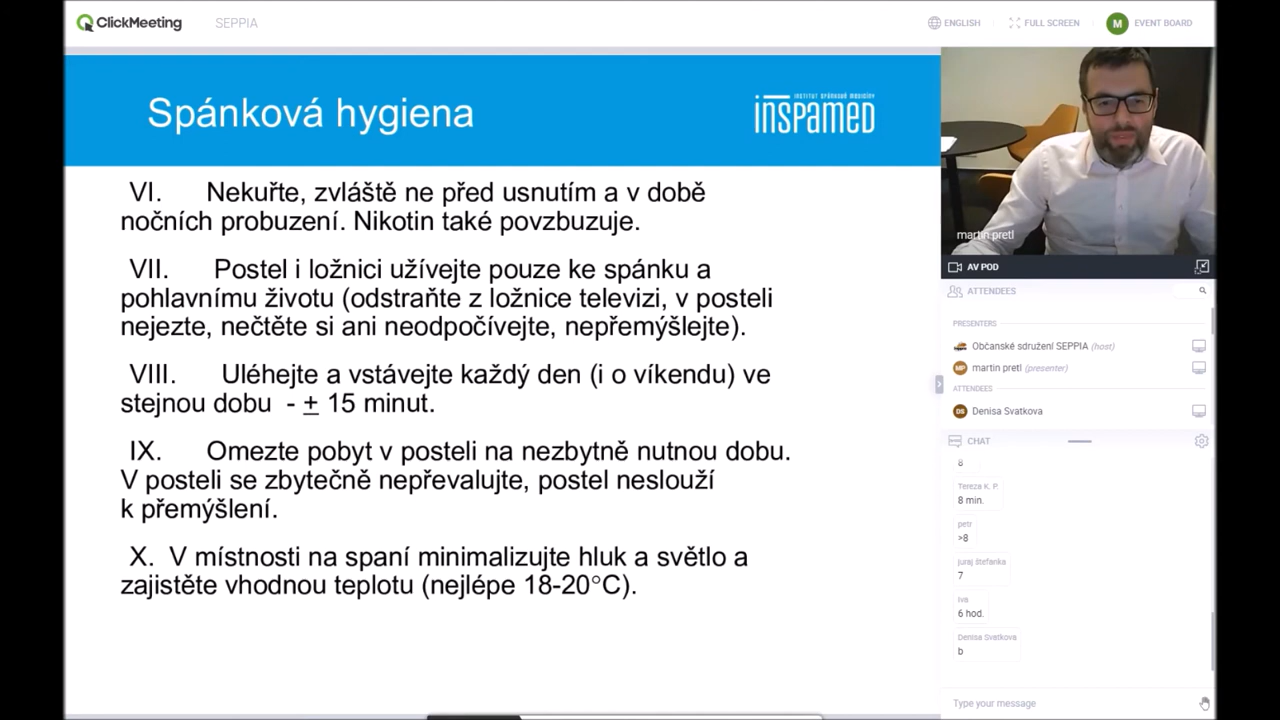 ClickMeeting
SEPPIA
ENGLISH
FULL SCREEN
M
EVENT BOARD
Spánková hygiena
INSTITUT SPÁNKOVÉ MEDICÍNY
inspamed
VI. Nekuřte, zvláště ne před usnutím a v době
nočních probuzení. Nikotin také povzbuzuje.
VII. Postel i ložnici užívejte pouze ke spánku a
pohlavnímu životu (odstraňte z ložnice televizi, v posteli
nejezte, nečtěte si ani neodpočívejte, nepřemýšlejte).
VIII. Uléhejte a vstávejte každý den (i o víkendu) ve
stejnou dobu - ± 15 minut.
IX. Omezte pobyt v posteli na nezbytně nutnou dobu.
V posteli se zbytečně nepřevalujte, postel neslouží
k přemýšlení.
X. V místnosti na spaní minimalizujte hluk a světlo a
zajistěte vhodnou teplotu (nejlépe 18-20°C).
martin pretl
AV POD
ATTENDEES
PRESENTERS
Občanské sdružení SEPPIA (host)
MP martin pretl (presenter)
ATTENDEES
DS Denisa Svatkova
CHAT
8
Tereza K. P.
8 min.
petr
>8
juraj štefanka
7
Iva
6 hod.
Denisa Svatkova
b
Type your message